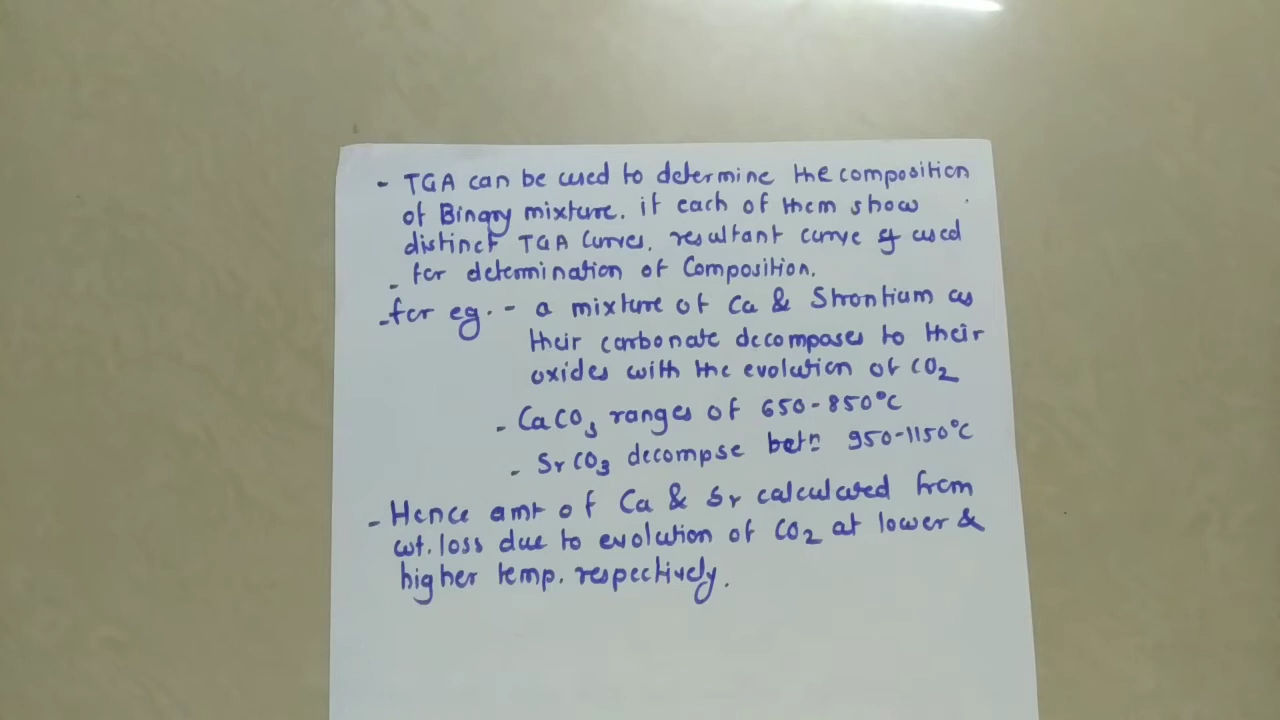 - TGA can be used to determine the composition
of Binary mixture. if each of them show
distinct TGA Curves, resultant curve is used
- for determination of Composition.
- for eg. - a mixture of Ca & Strontium as
their carbonate decomposes to their
oxides with the evolution of CO2
- CaCO3 ranges of 650-850°C
- SrCO3 decompse betn 950-1150°C
- Hence amt of Ca & Sr calculated from
wt. loss due to evolution of CO2 at lower &
higher temp. respectively.